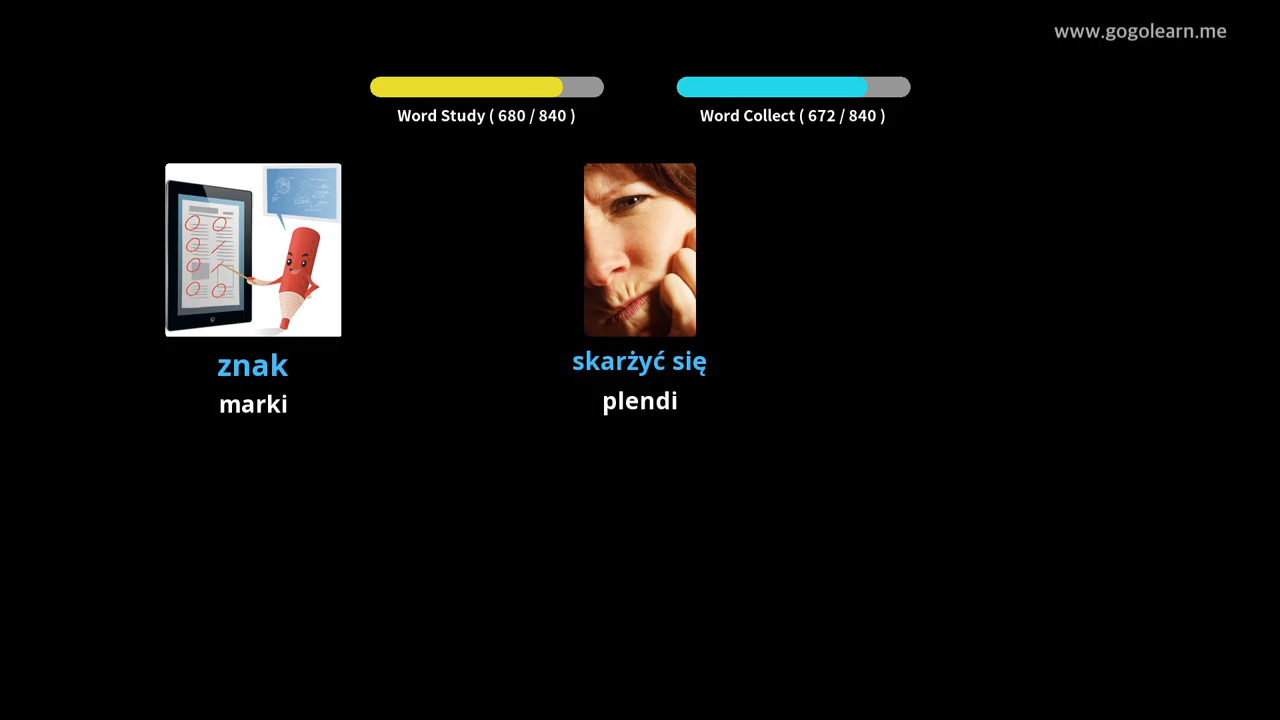 www.gogolearn.me
Word Study ( 680 / 840 )
Word Collect ( 672 / 840 )
znak
marki
skarżyć się
plendi